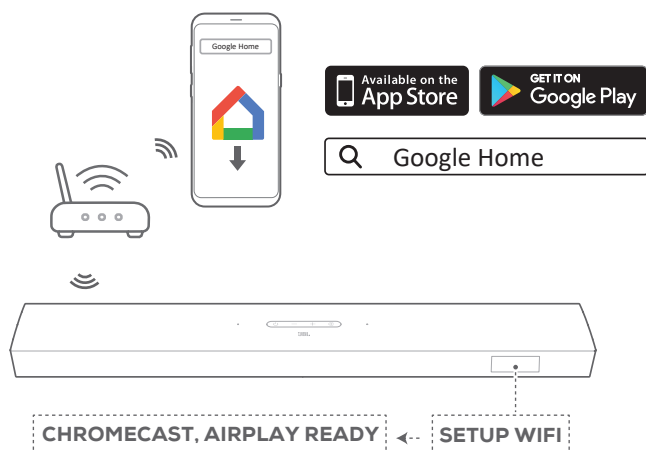 Google Home
Available on the
App Store
GET IT ON
Google Play
Google Home
JBL
CHROMECAST, AIRPLAY READY
SETUP WIFI